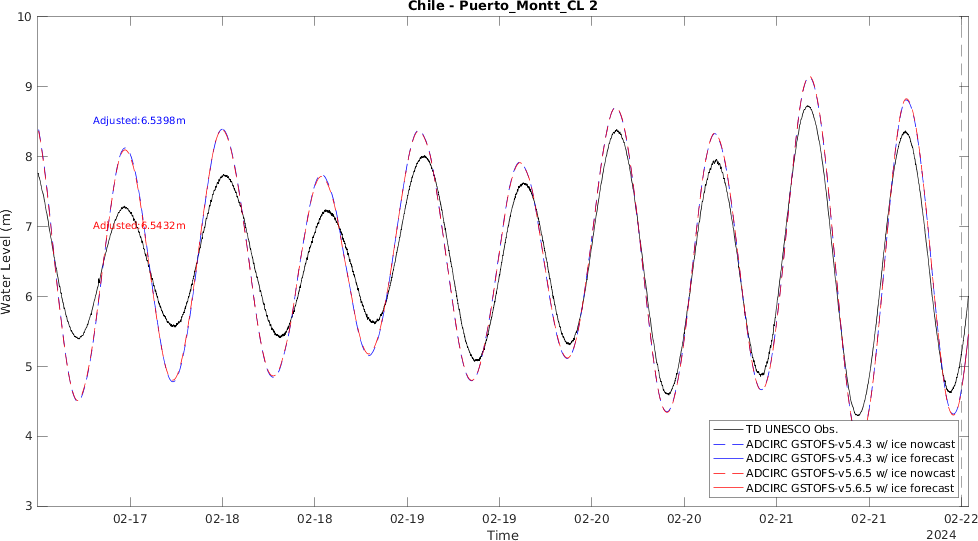 Chile - Puerto_Montt_CL 2
10
9
8
7
6
5
4
3
Water Level (m)
Adjusted:6.5398m
Adjusted:6.5432m
TD UNESCO Obs.
ADCIRC GSTOFS-v5.4.3 w/ ice nowcast
ADCIRC GSTOFS-v5.4.3 w/ ice forecast
ADCIRC GSTOFS-v5.6.5 w/ ice nowcast
ADCIRC GSTOFS-v5.6.5 w/ ice forecast
02-17 02-18 02-18 02-19 02-19 02-20 02-20 02-21 02-21 02-22
Time
2024